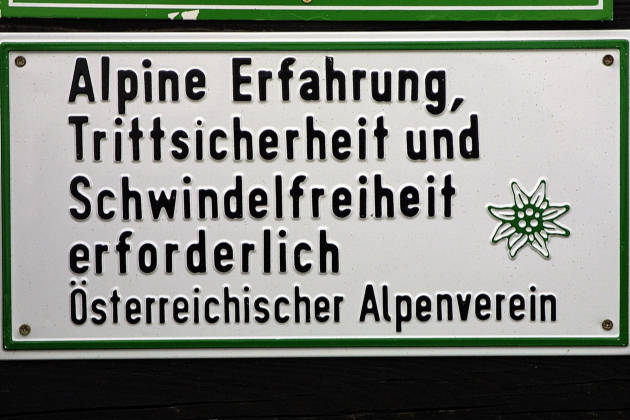 Alpine Erfahrung,
Trittsicherheit und
Schwindelfreiheit
erforderlich
Österreichischer Alpenverein